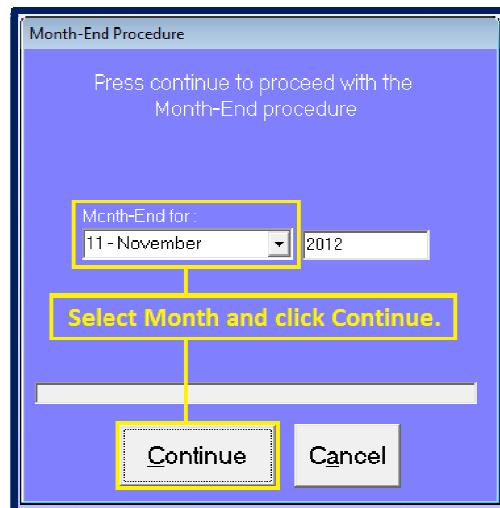 Month-End Procedure
Press continue to proceed with the
Month-End procedure
Month-End for :
11 - November
2012
Select Month and click Continue.
Continue
Cancel